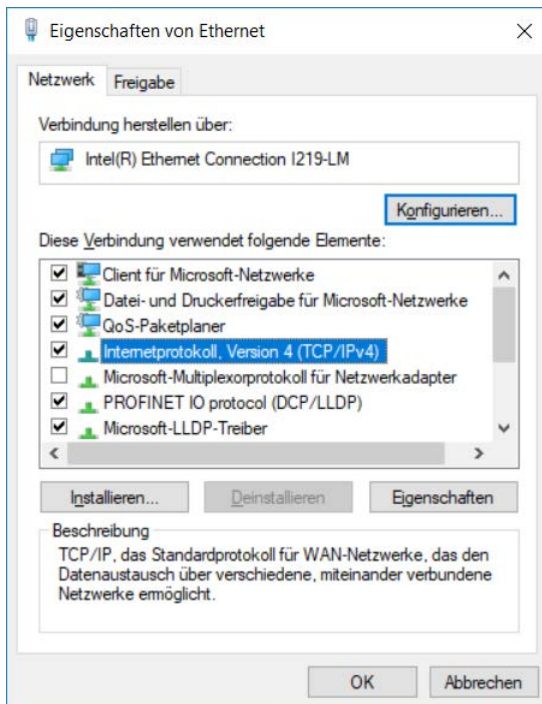 Eigenschaften von Ethernet
Netzwerk Freigabe
Verbindung herstellen über:
Intel(R) Ethernet Connection I219-LM
Konfigurieren...
Diese Verbindung verwendet folgende Elemente:
Client für Microsoft-Netzwerke
Datei- und Druckerfreigabe für Microsoft-Netzwerke
QoS-Paketplaner
Internetprotokoll, Version 4 (TCP/IPv4)
Microsoft-Multiplexorprotokoll für Netzwerkadapter
PROFINET IO protocol (DCP/LLDP)
Microsoft-LLDP-Treiber
Installieren... Deinstallieren Eigenschaften
Beschreibung
TCP/IP, das Standardprotokoll für WAN-Netzwerke, das den
Datenaustausch über verschiedene, miteinander verbundene
Netzwerke ermöglicht.
OK Abbrechen